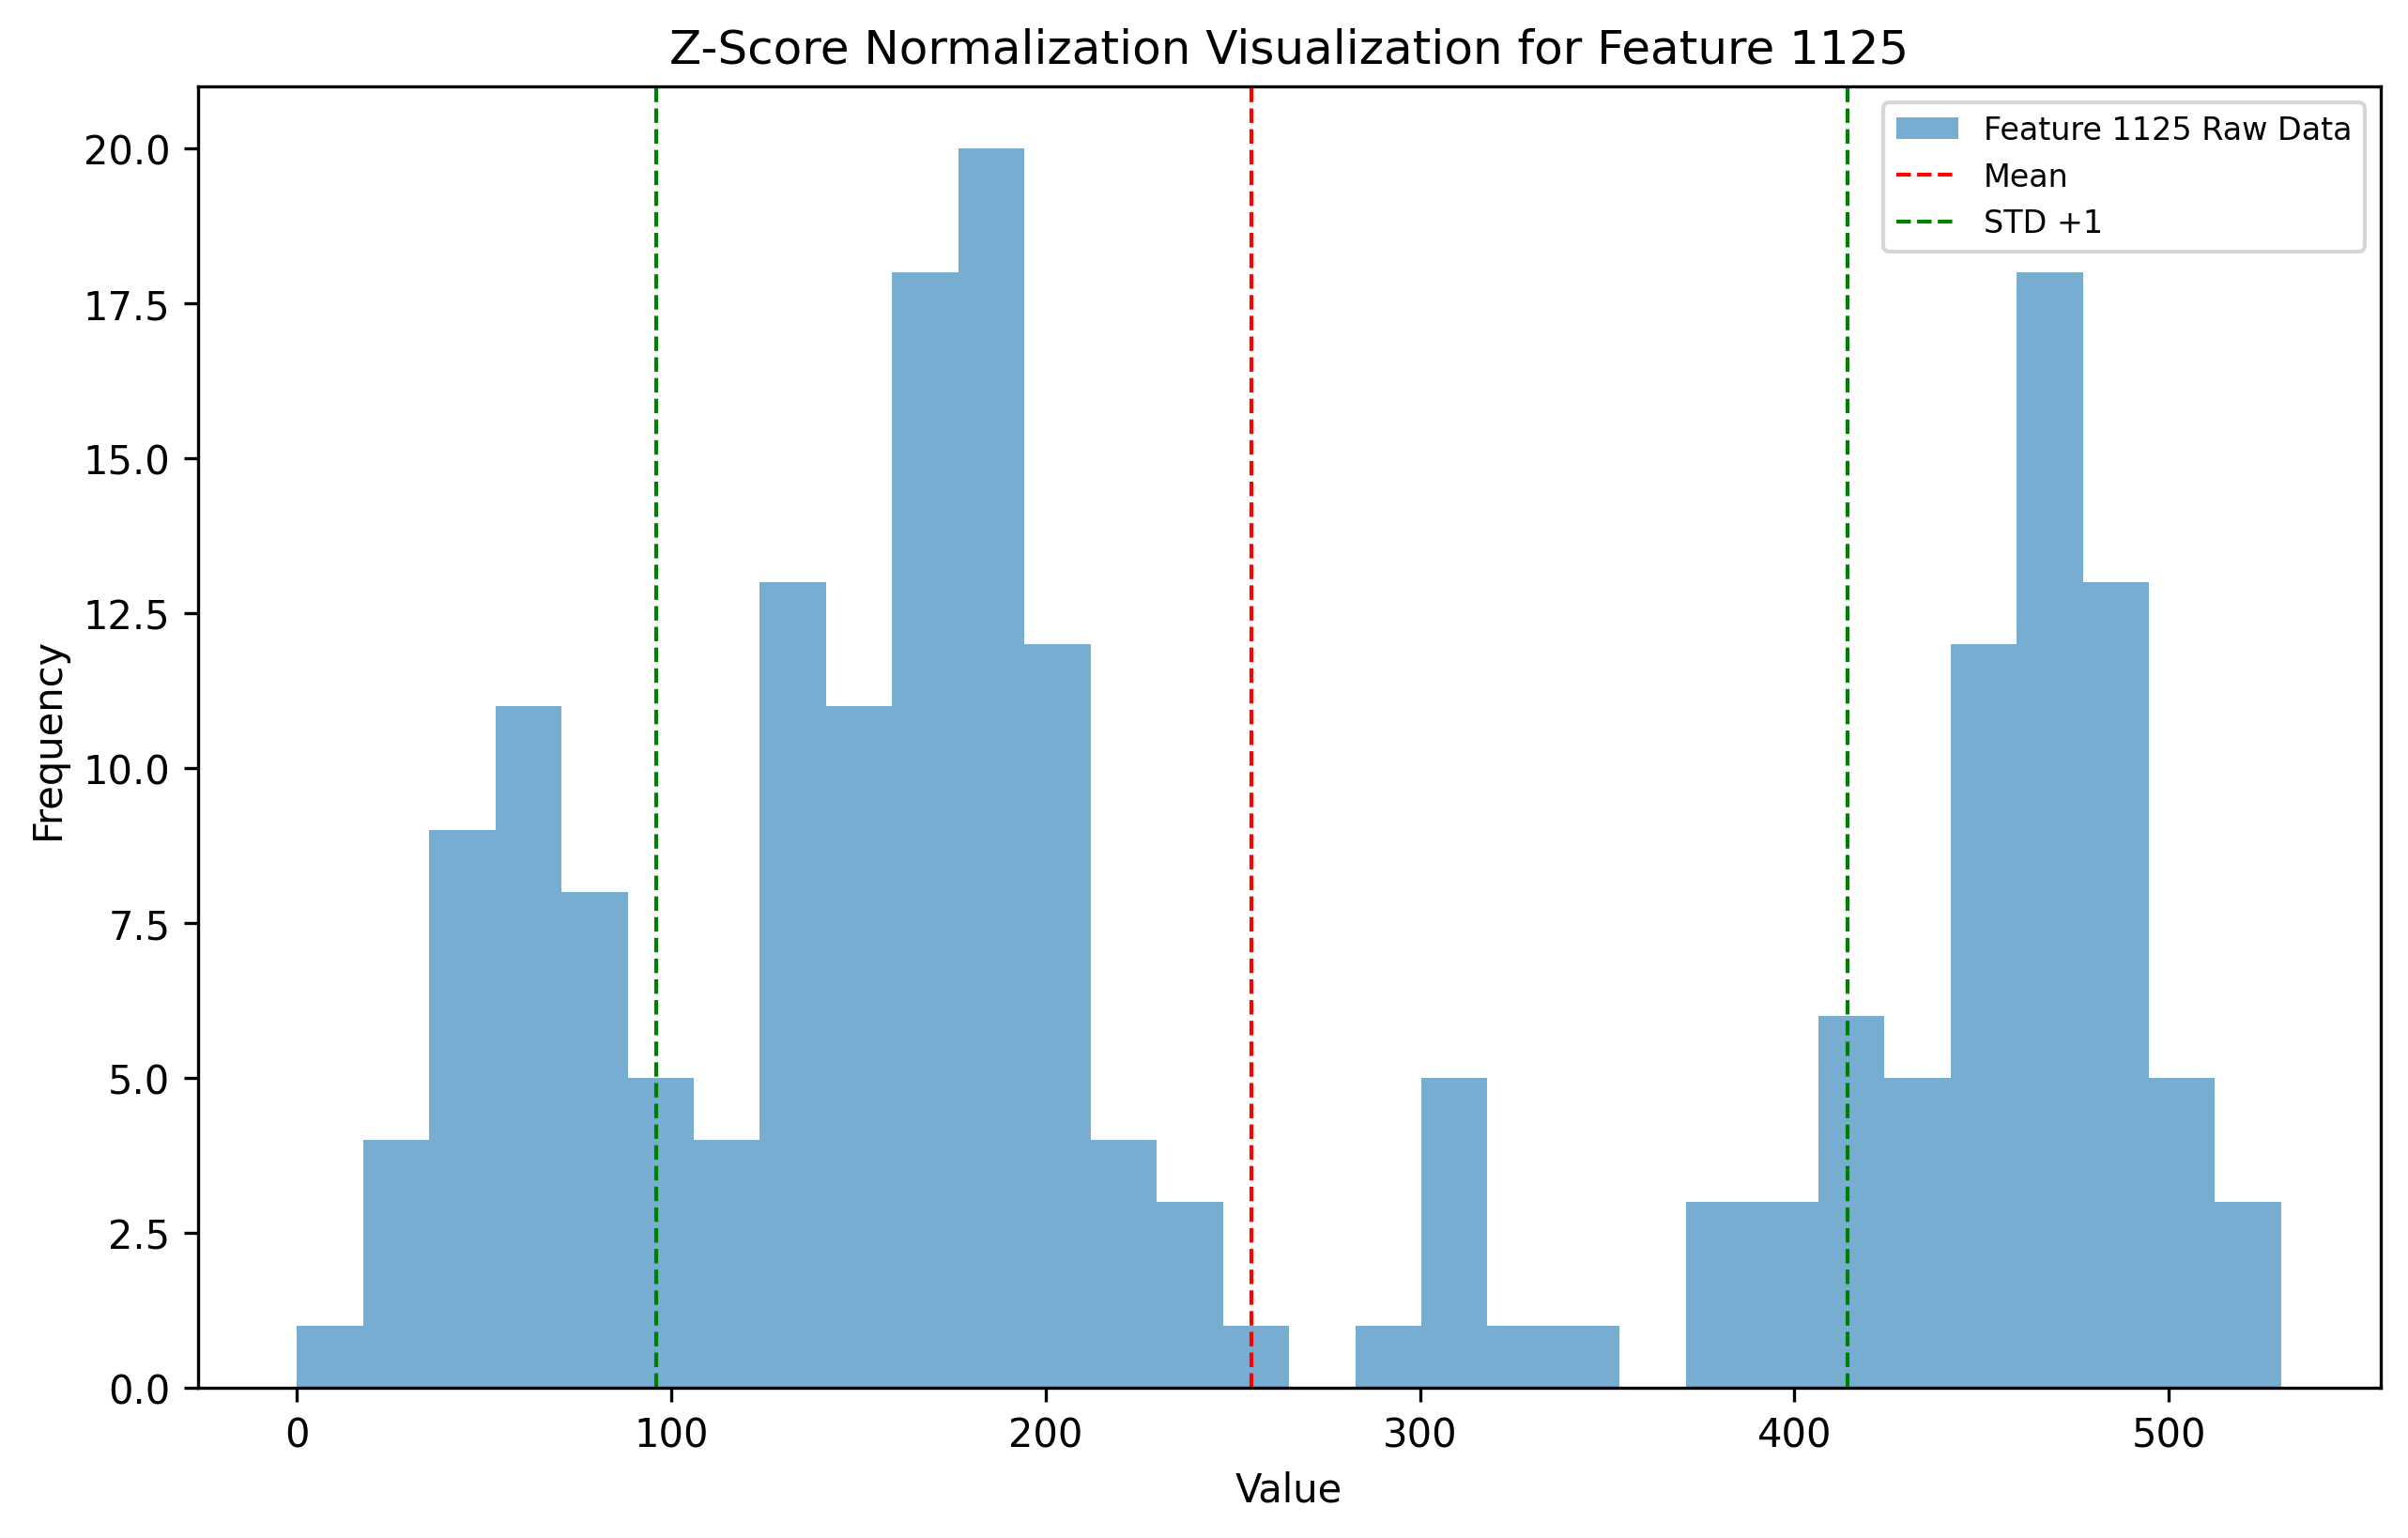 Z-Score Normalization Visualization for Feature 1125
Feature 1125 Raw Data
Mean
STD +1
20.0
17.5
15.0
12.5
10.0
7.5
5.0
2.5
0.0
Frequency
0 100 200 300 400 500
Value